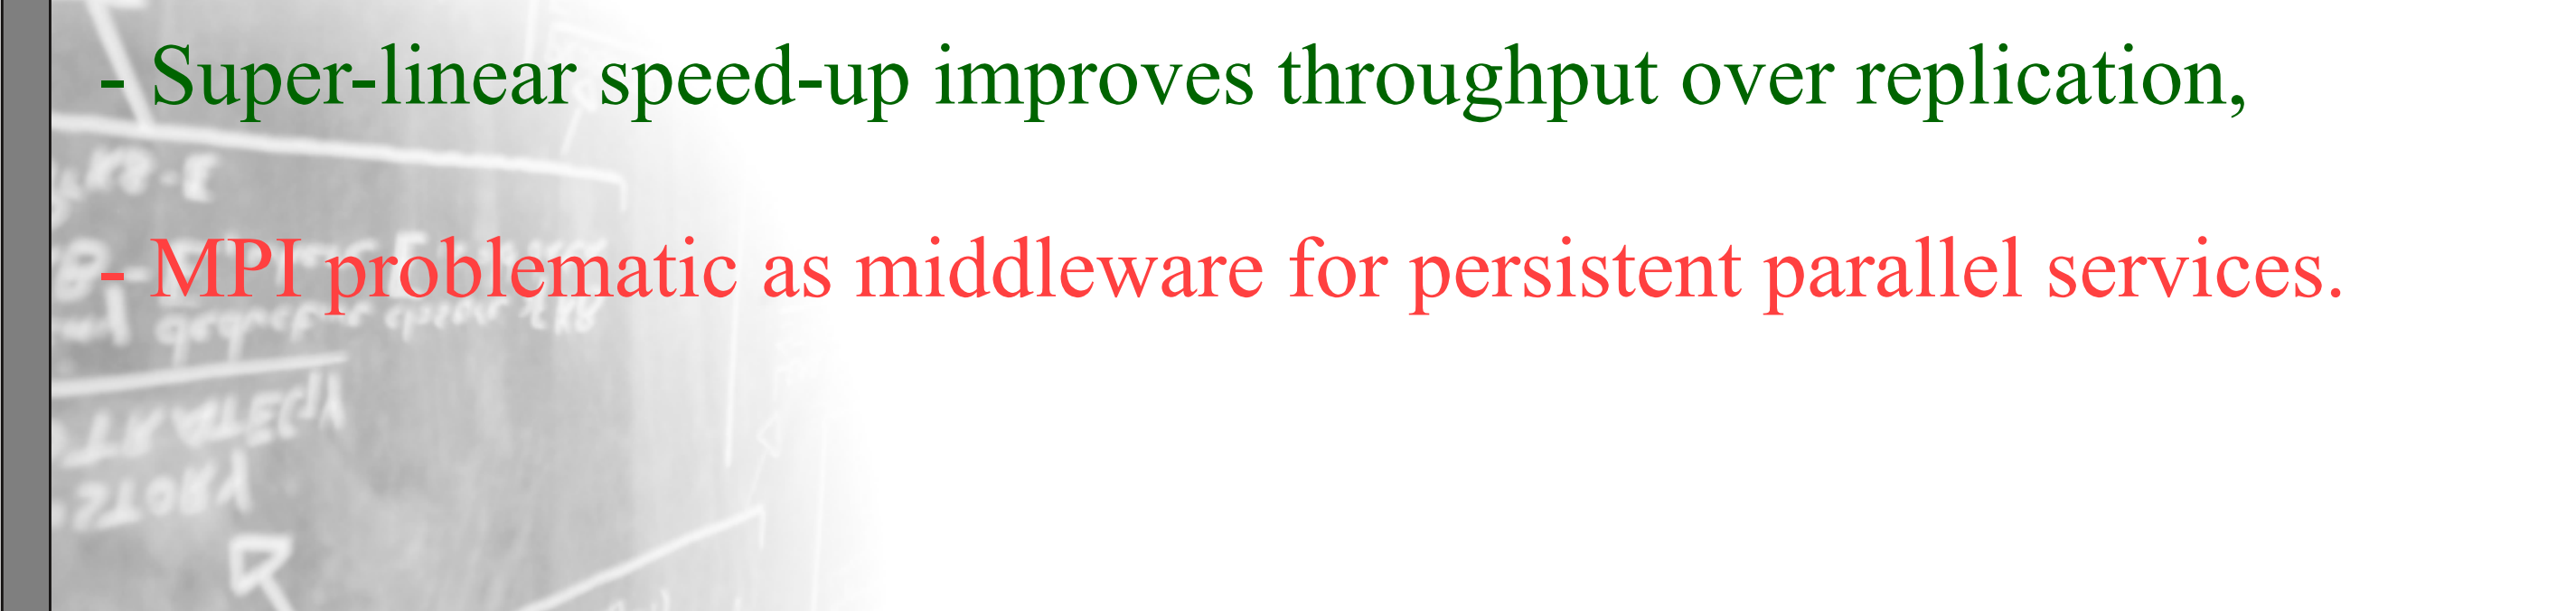 - Super-linear speed-up improves throughput over replication,
- MPI problematic as middleware for persistent parallel services.